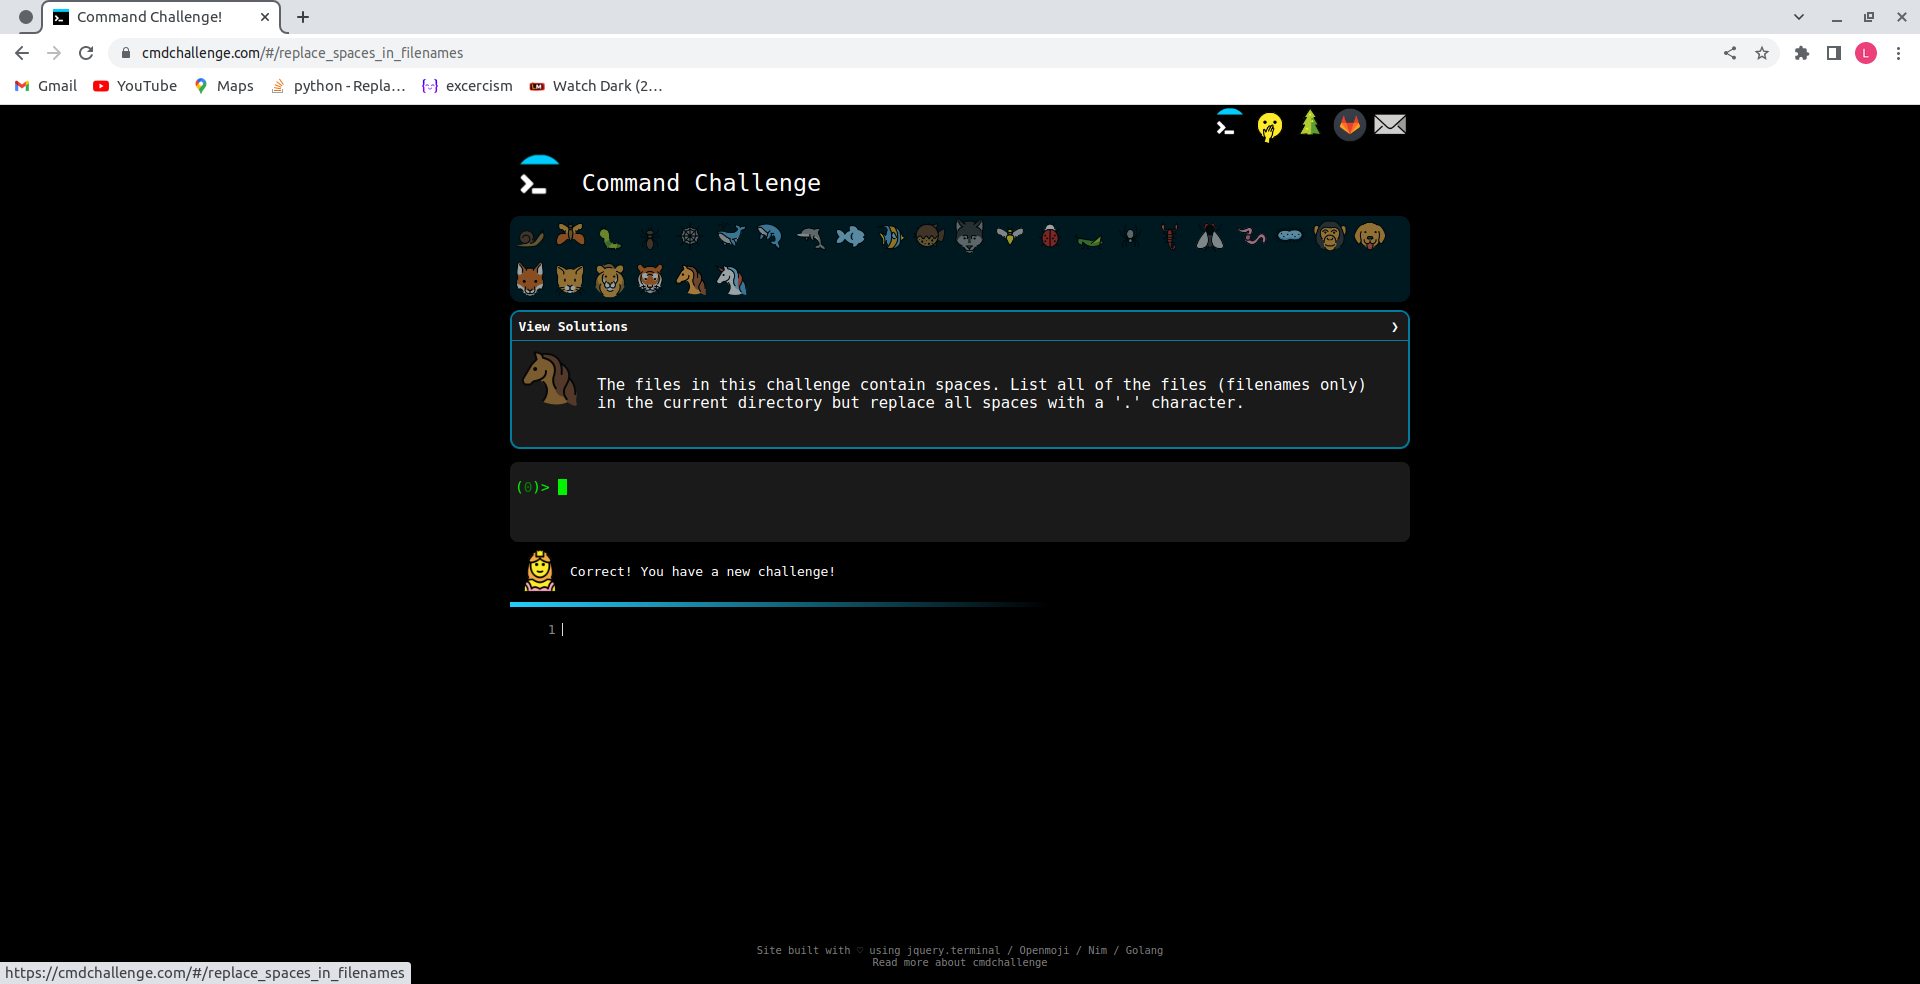 Command Challenge!
cmdchallenge.com/#/replace_spaces_in_filenames
L
Gmail YouTube Maps python - Repla... excercism Watch Dark (2...
Command Challenge
View Solutions
The files in this challenge contain spaces. List all of the files (filenames only)
in the current directory but replace all spaces with a '.' character.
(0)>
Correct! You have a new challenge!
1
Site built with ♡ using jquery.terminal / Openmoji / Nim / Golang
Read more about cmdchallenge
https://cmdchallenge.com/#/replace_spaces_in_filenames